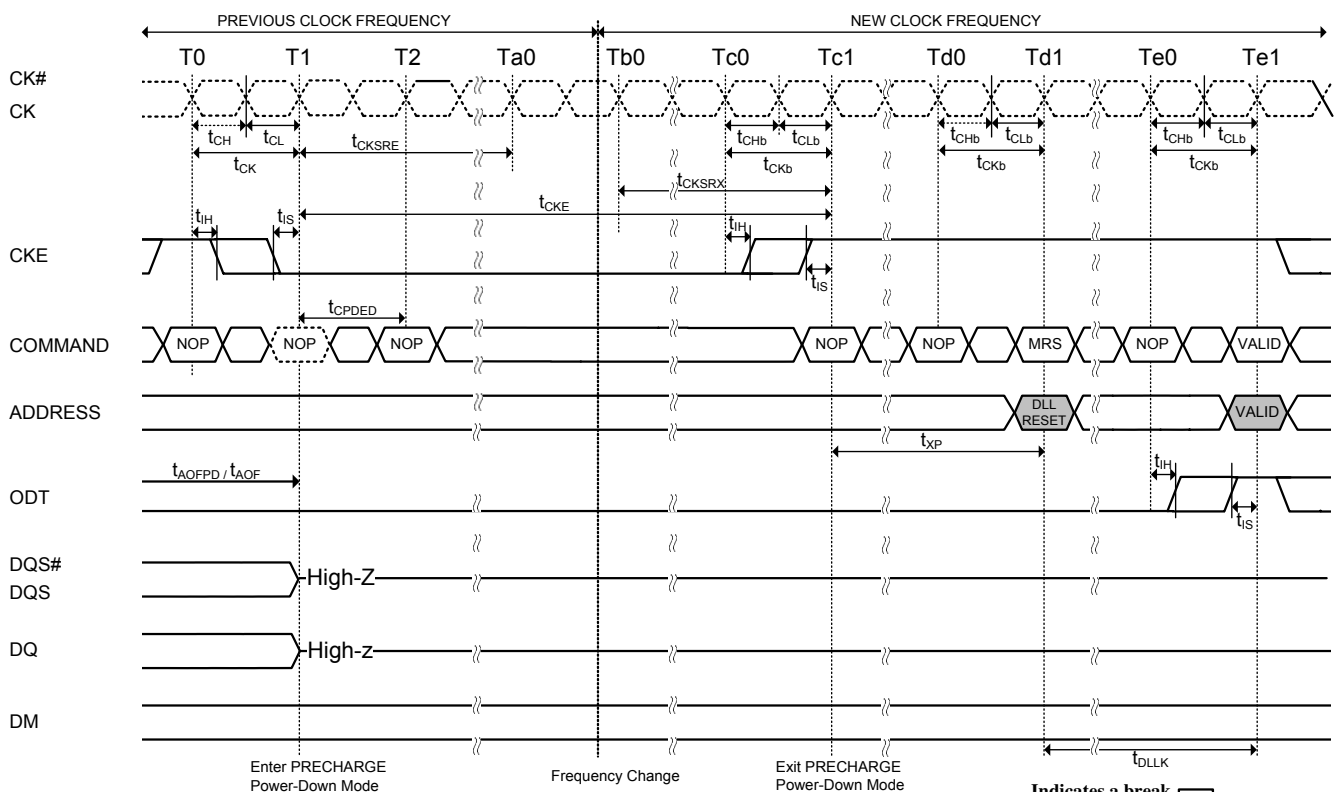 PREVIOUS CLOCK FREQUENCY NEW CLOCK FREQUENCY
T0 T1 T2 Ta0 Tb0 Tc0 Tc1 Td0 Td1 Te0 Te1
CK#
CK
tCH tCL tCHb tCLb tCHb tCLb tCHb tCLb
tCK tCKSRE tCKb tCKb tCKb
tCKSRX
tCKE
tIH tIS tIH
CKE
tIS
tCPDED
COMMAND NOP NOP NOP NOP NOP MRS NOP VALID
ADDRESS DLL RESET VALID
tXP
tAOFPD / tAOF tIH
ODT
tIS
DQS#
DQS High-Z
DQ High-z
DM
tDLLK
Enter PRECHARGE Power-Down Mode
Frequency Change
Exit PRECHARGE Power-Down Mode
Indicates a break